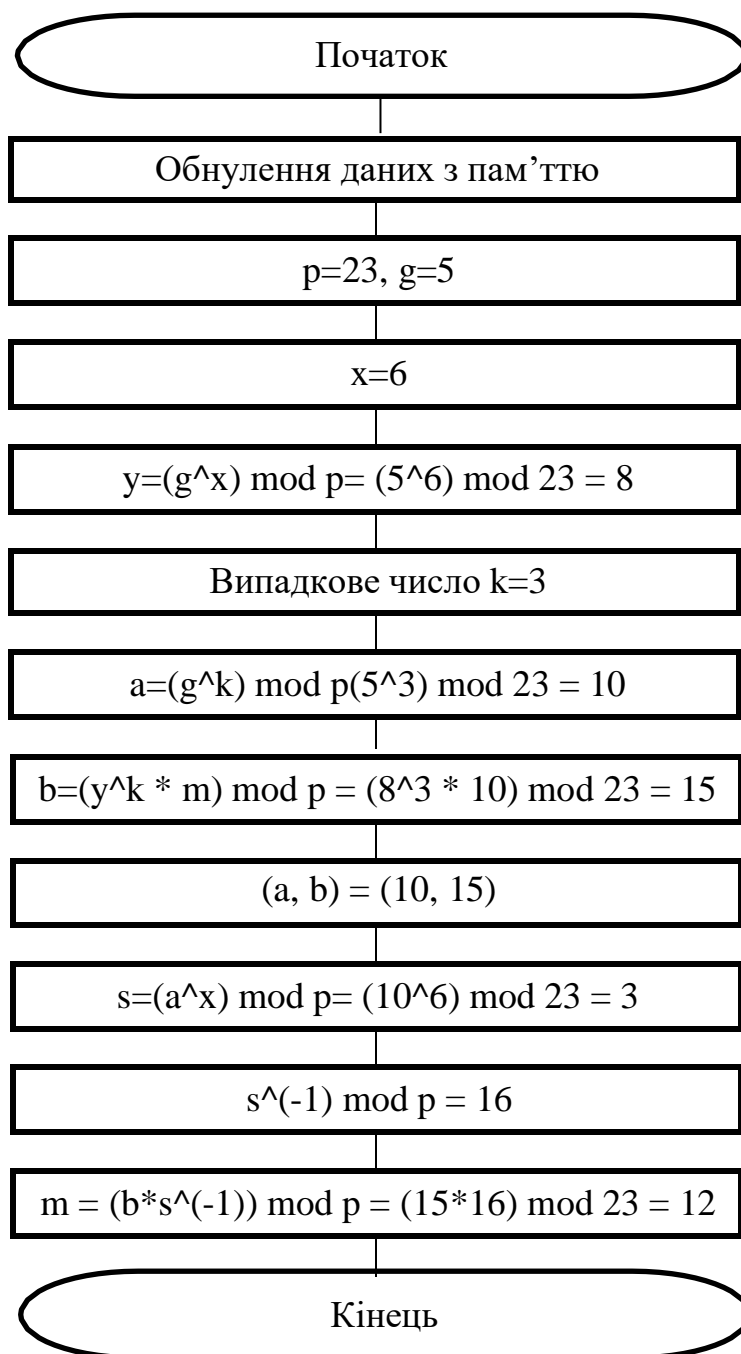 Початок
Обнулення даних з пам’ттю
p=23, g=5
x=6
y=(g^x) mod p= (5^6) mod 23 = 8
Випадкове число k=3
a=(g^k) mod p(5^3) mod 23 = 10
b=(y^k * m) mod p = (8^3 * 10) mod 23 = 15
(a, b) = (10, 15)
s=(a^x) mod p= (10^6) mod 23 = 3
s^(-1) mod p = 16
m = (b*s^(-1)) mod p = (15*16) mod 23 = 12
Кінець